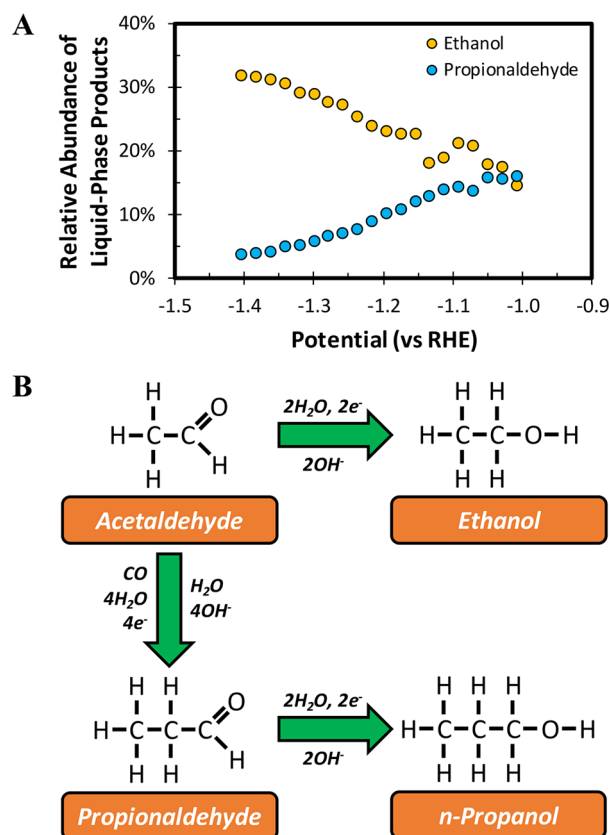 A
Relative Abundance of
Liquid-Phase Products
40%
30%
20%
10%
0%
Ethanol
Propionaldehyde
-1.5 -1.4 -1.3 -1.2 -1.1 -1.0 -0.9
Potential (vs RHE)
B
H
O
H C C
H
H
2H₂O, 2e⁻
2OH⁻
H H
H C C O H
H H
Acetaldehyde
Ethanol
CO
4H₂O
4e⁻
H₂O
4OH⁻
H H
O
H C C C
H
H H
2H₂O, 2e⁻
2OH⁻
H H H
H C C C O H
H H H
Propionaldehyde
n-Propanol